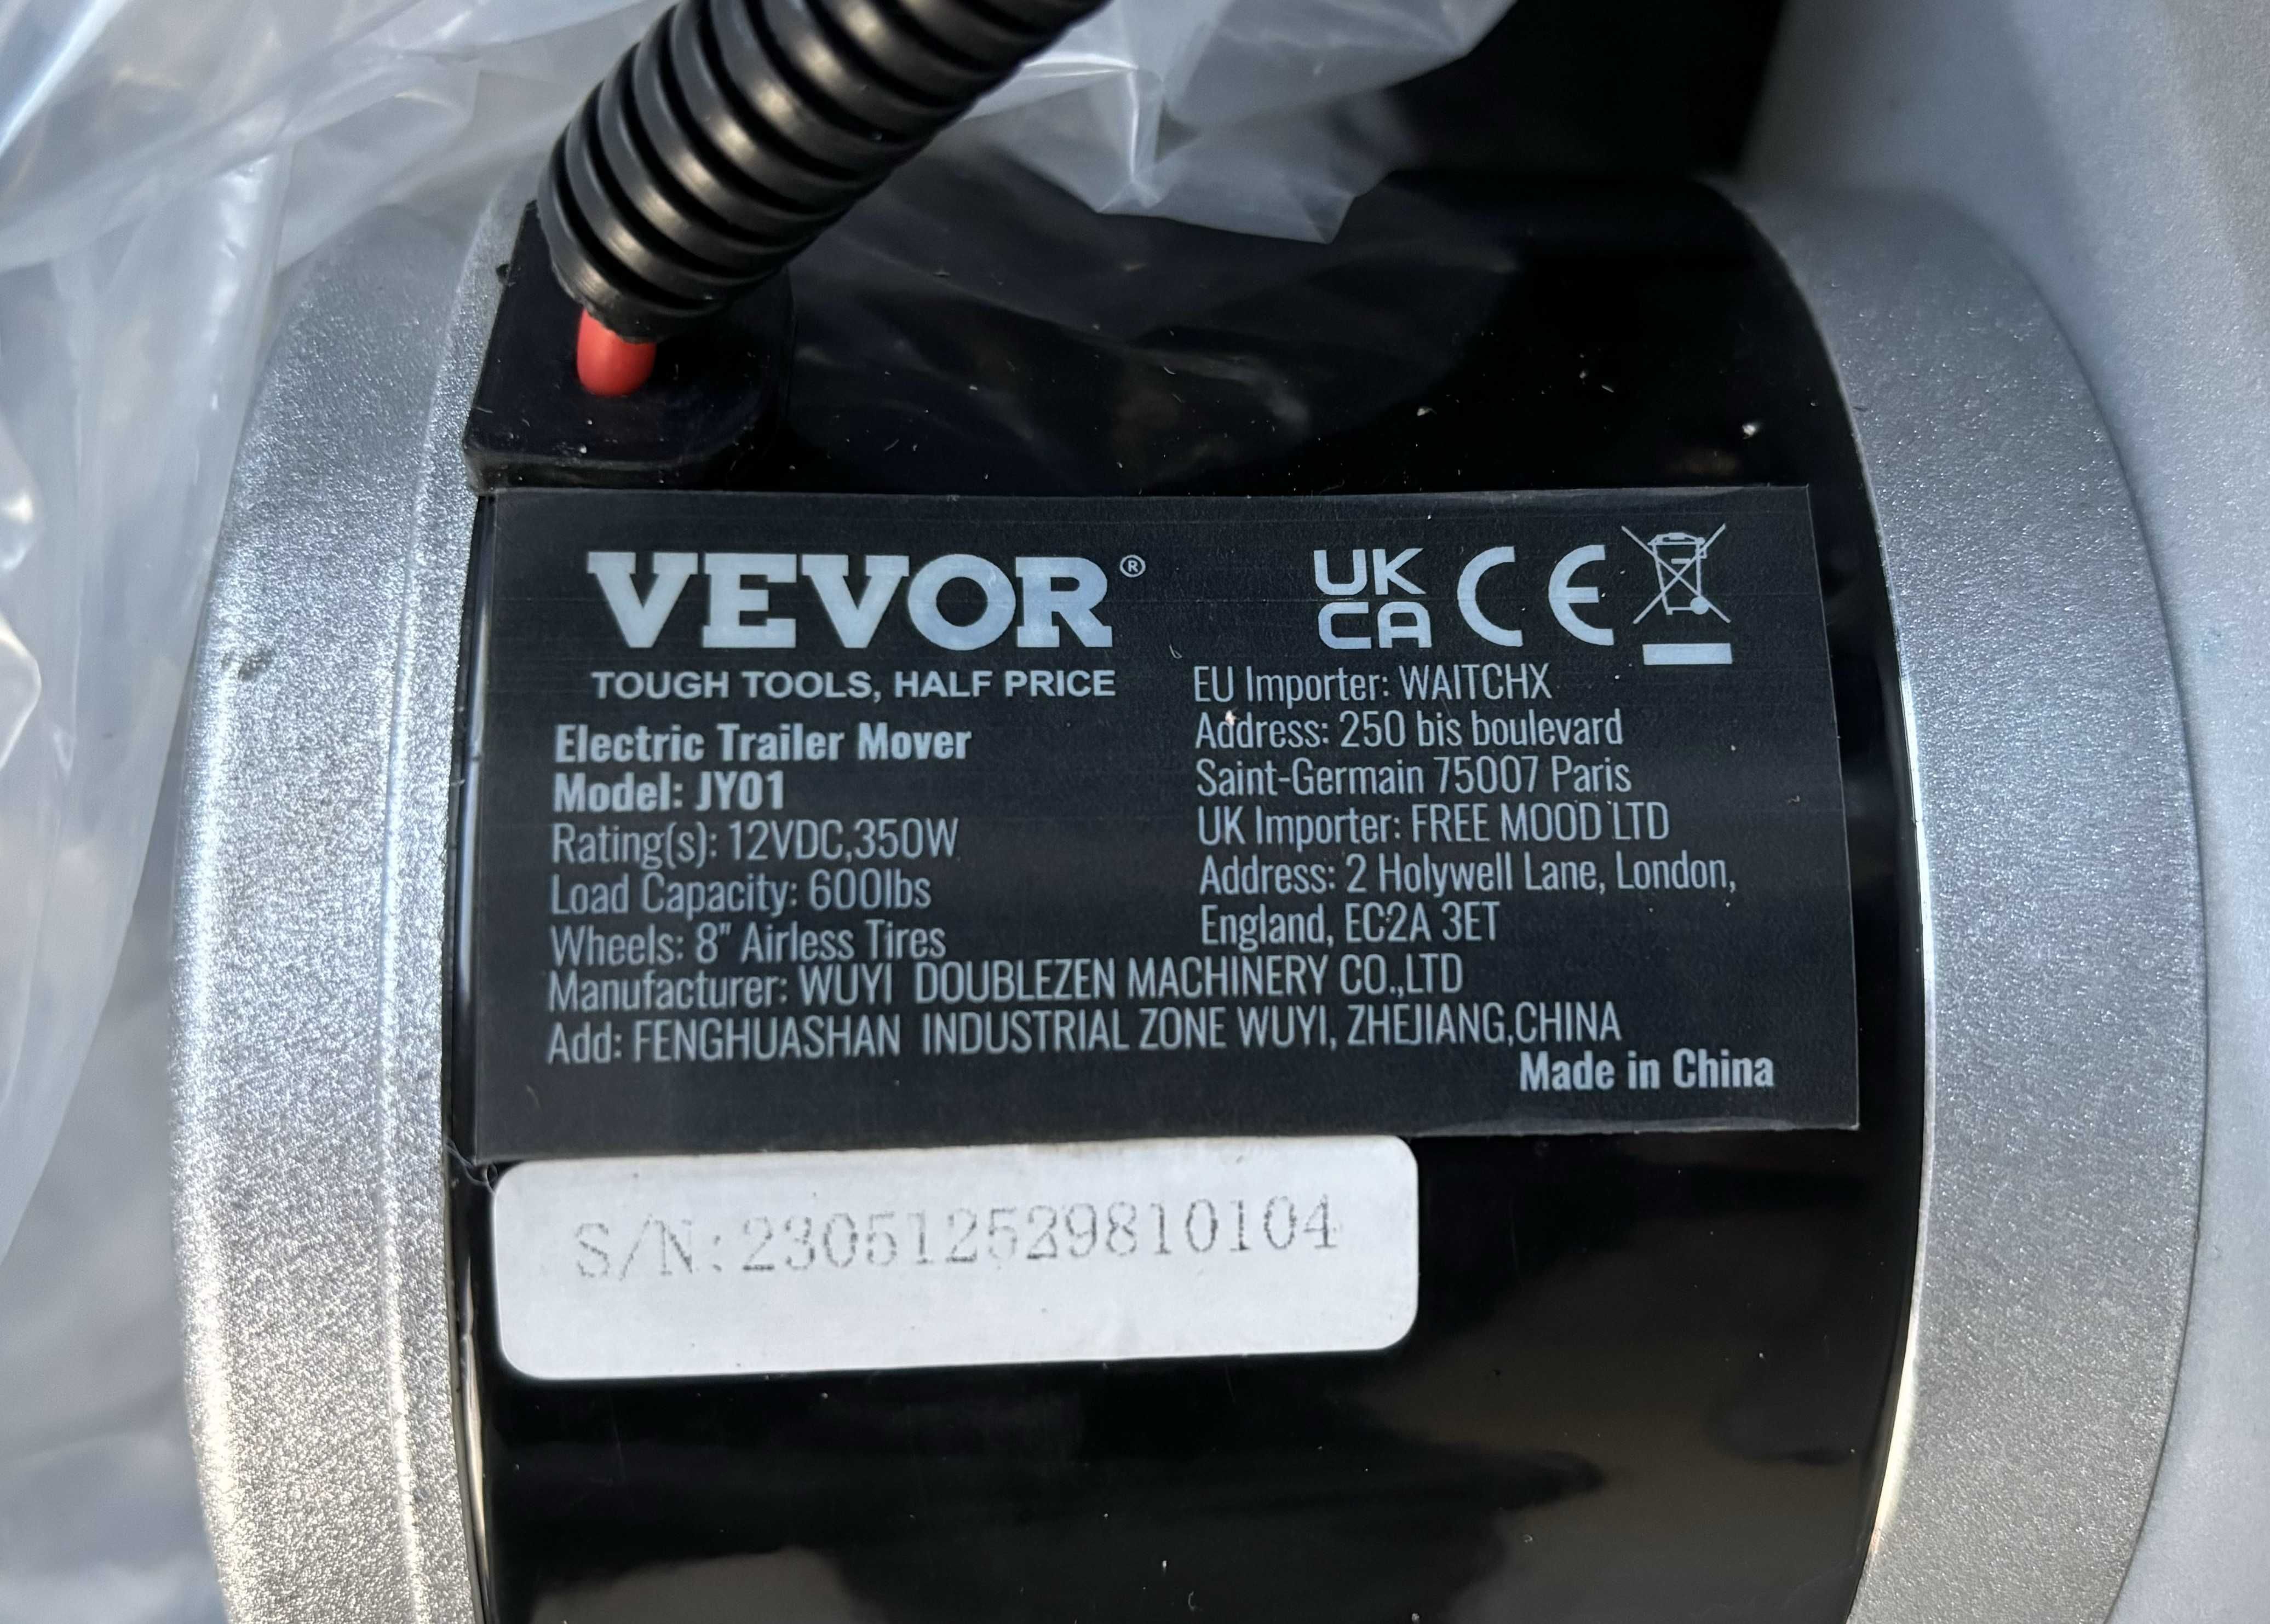 VEVOR®
TOUGH TOOLS, HALF PRICE
Electric Trailer Mover
Model: JY01
Rating(s): 12VDC,350W
Load Capacity: 600lbs
Wheels: 8" Airless Tires
UK
CA CE
EU Importer: WAITCHX
Address: 250 bis boulevard
Saint-Germain 75007 Paris
UK Importer: FREE MOOD LTD
Address: 2 Holywell Lane, London,
England, EC2A 3ET
Manufacturer: WUYI DOUBLEZEN MACHINERY CO.,LTD
Add: FENGHUASHAN INDUSTRIAL ZONE WUYI, ZHEJIANG,CHINA
Made in China
S/N:230512529810104